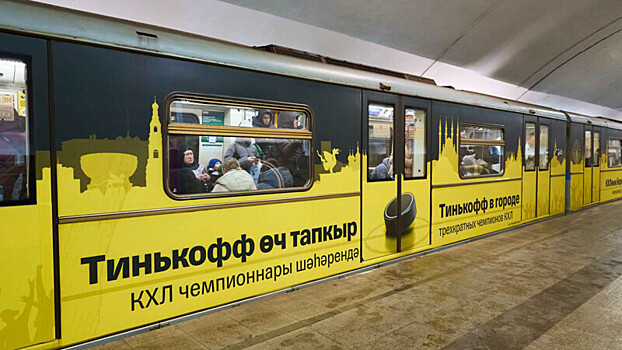 Тинькофф өч тапкыр
КХЛ чемпионнары шәһәрендә
Тинькофф в городе
трехкратных чемпионов КХЛ